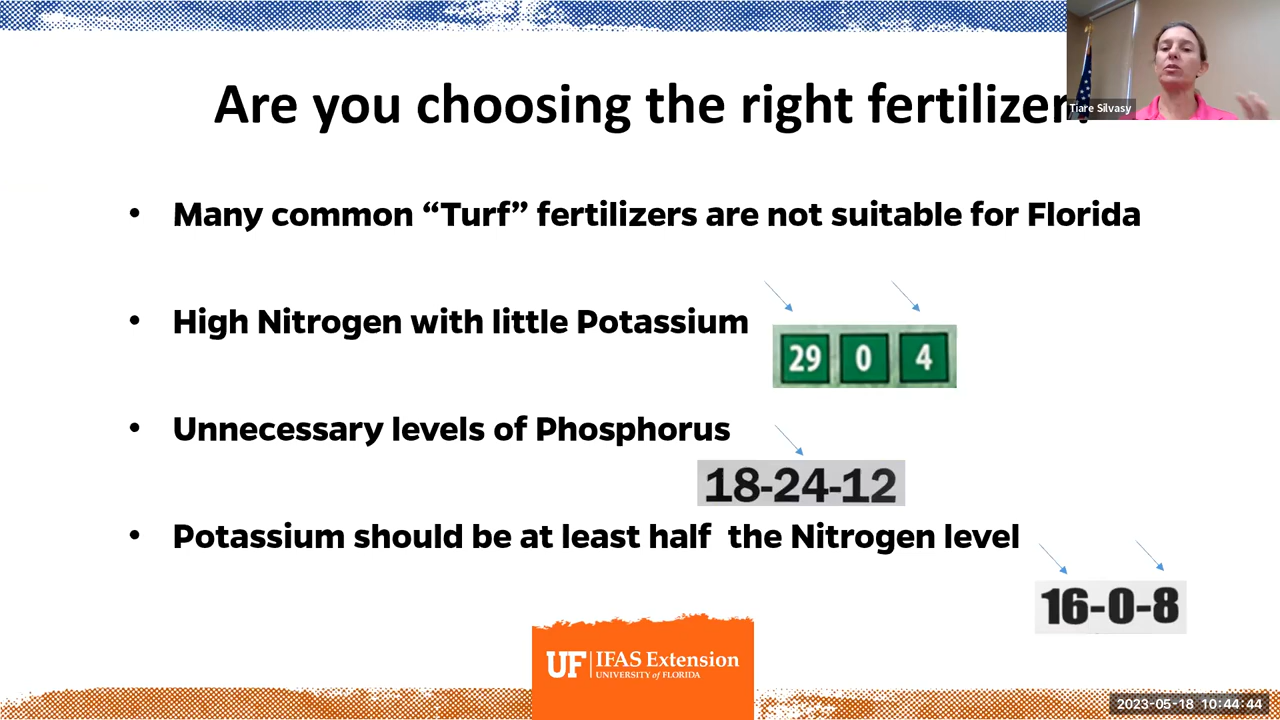 Are you choosing the right fertilizer
Tiare Silvasy
• Many common “Turf” fertilizers are not suitable for Florida
• High Nitrogen with little Potassium
29 0 4
• Unnecessary levels of Phosphorus
18-24-12
• Potassium should be at least half the Nitrogen level
16-0-8
UF IFAS Extension
UNIVERSITY of FLORIDA
2023-05-18 10:44:44